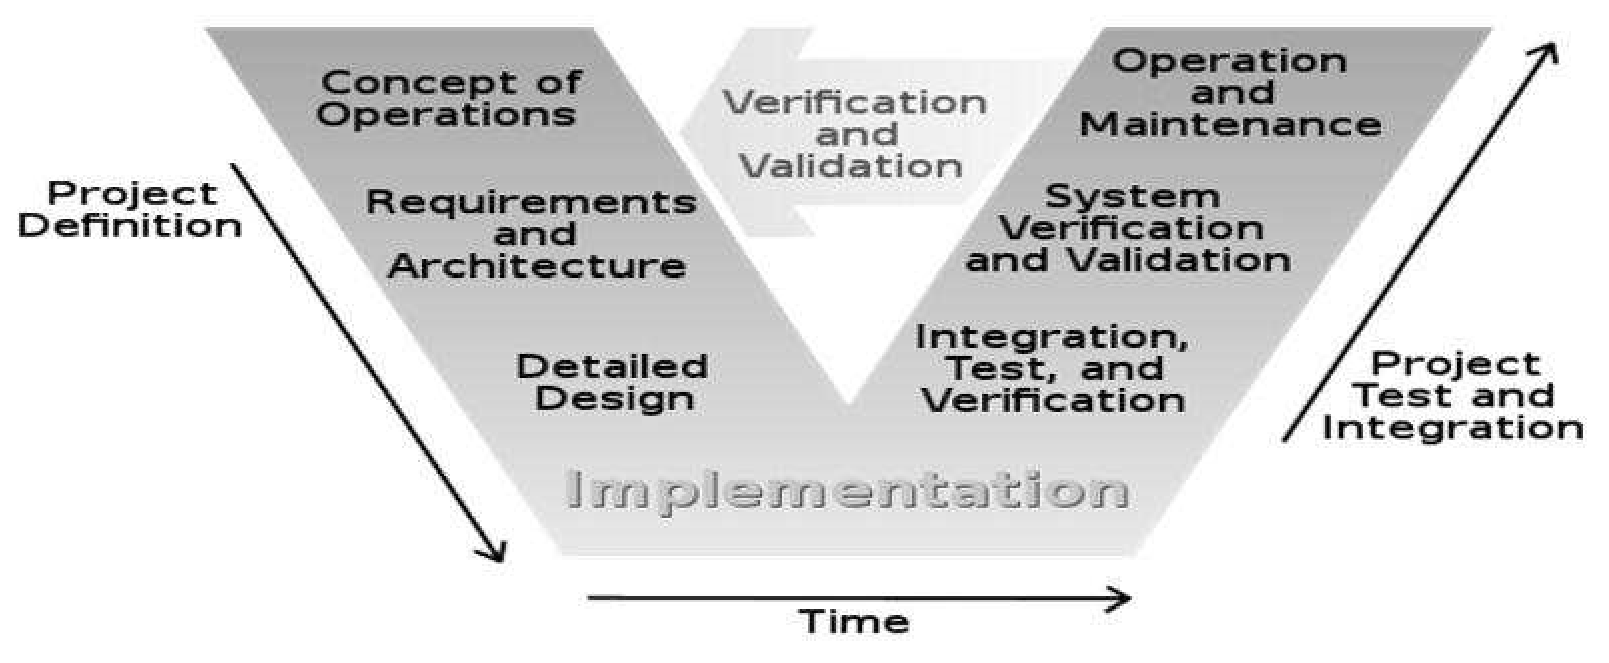 Concept of
Operations
Verification
and
Validation
Operation
and
Maintenance
Project
Definition
Requirements
and
Architecture
System
Verification
and Validation
Detailed
Design
Integration,
Test, and
Verification
Project
Test and
Integration
Implementation
Time